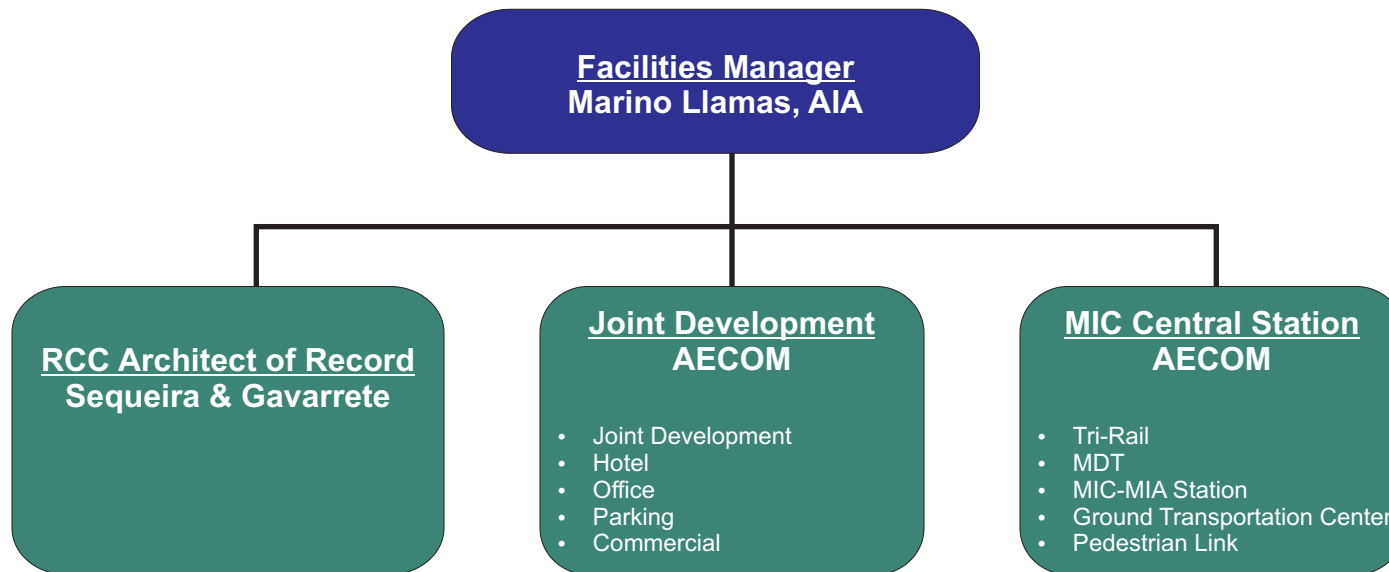 Facilities Manager
Marino Llamas, AIA
RCC Architect of Record
Sequeira & Gavarrete
Joint Development
AECOM
• Joint Development
• Hotel
• Office
• Parking
• Commercial
MIC Central Station
AECOM
• Tri-Rail
• MDT
• MIC-MIA Station
• Ground Transportation Center
• Pedestrian Link